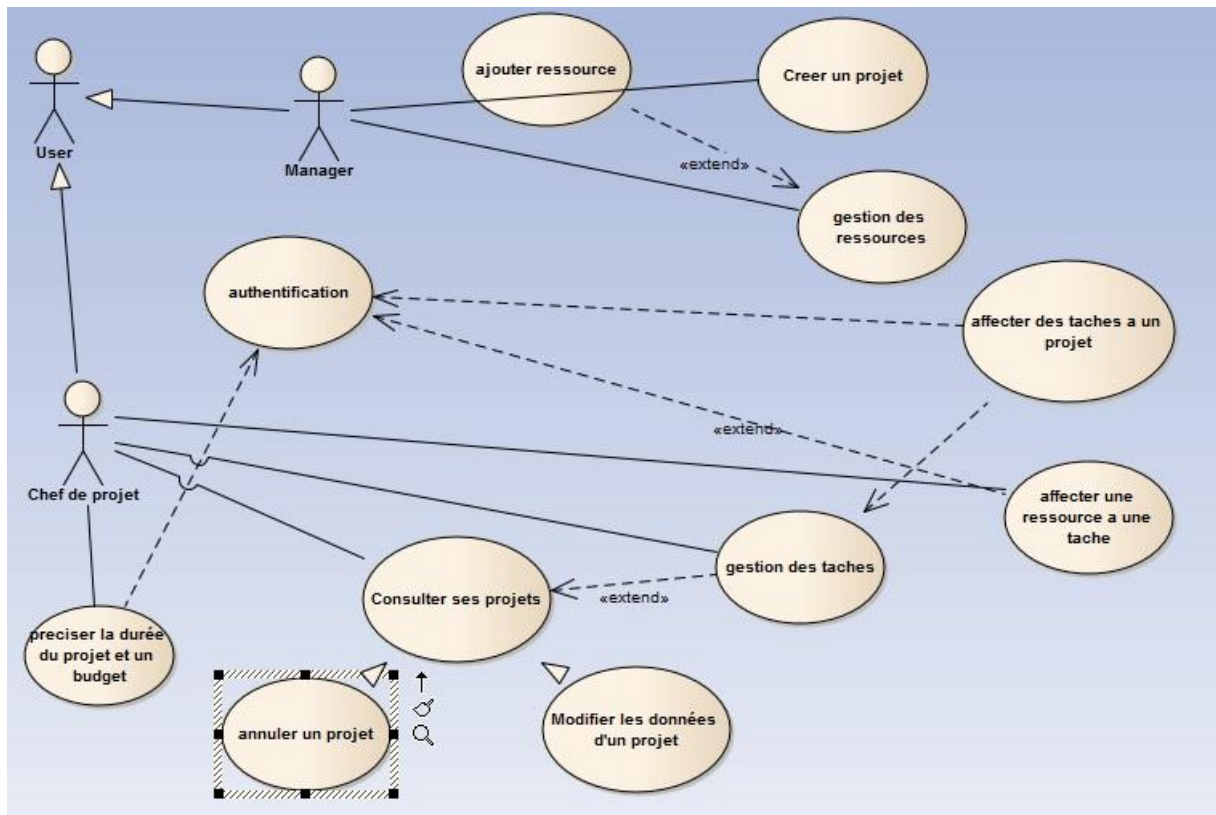 ajouter ressource
Creer un projet
User
Manager
«extend»
gestion des
ressources
authentification
affecter des taches a un
projet
«extend»
Chef de projet
affecter une
ressource a une
tache
gestion des taches
Consulter ses projets
«extend»
preciser la durée
du projet et un
budget
annuler un projet
Modifier les données
d'un projet